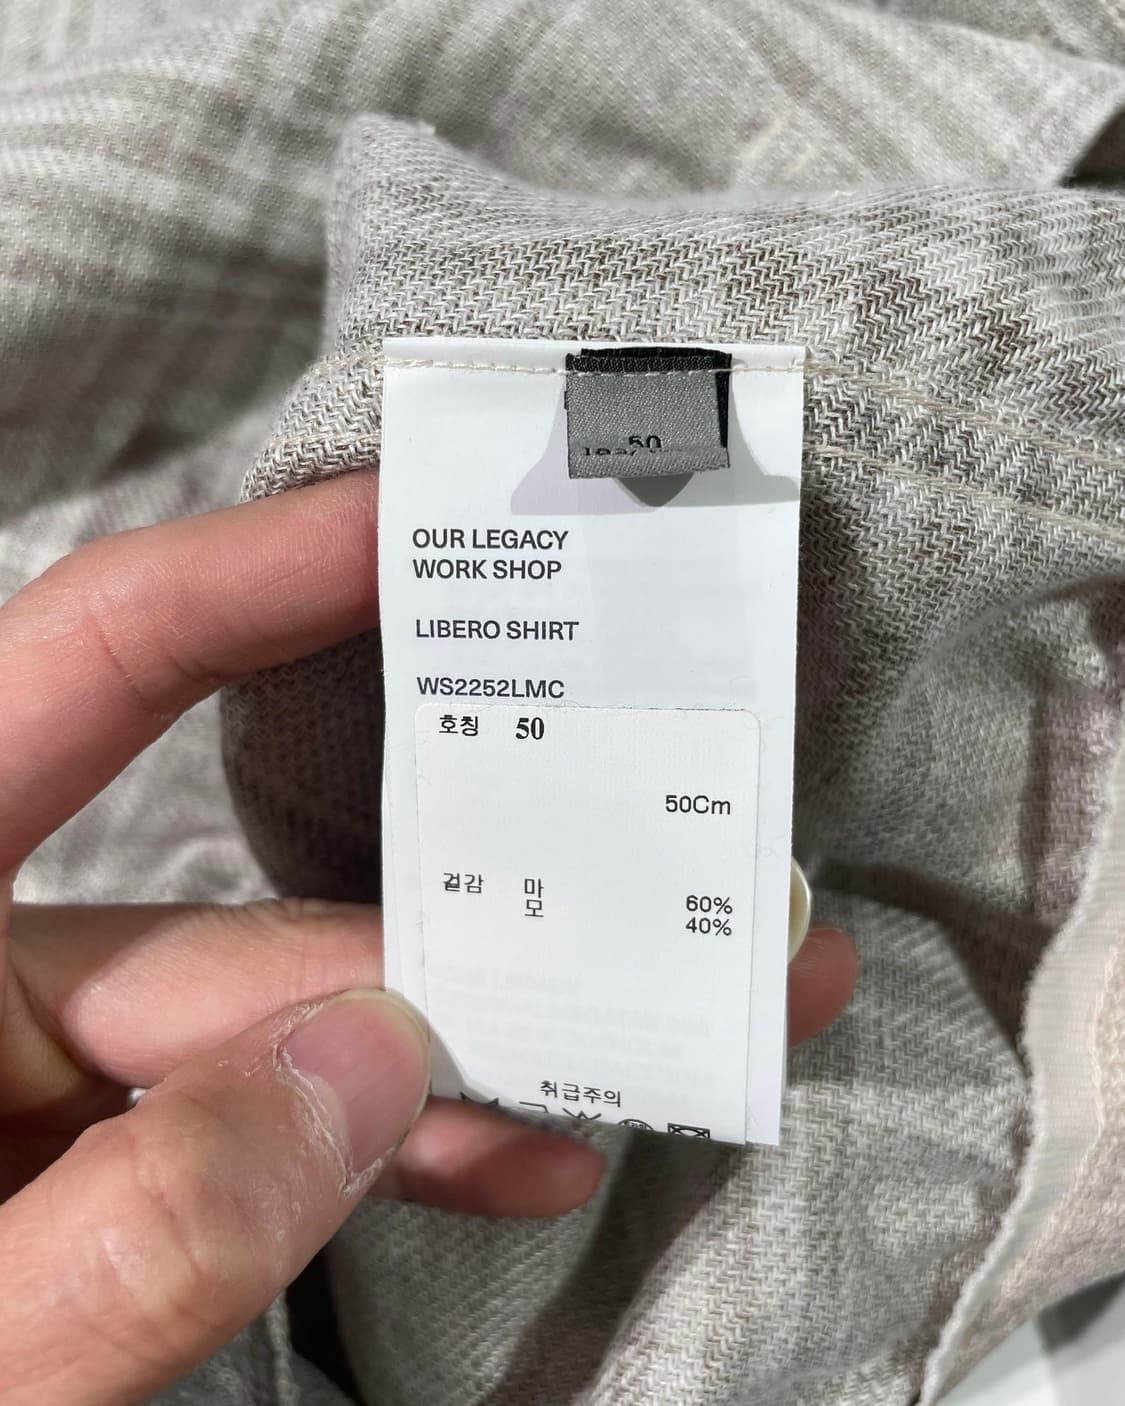 50
OUR LEGACY
WORK SHOP
LIBERO SHIRT
WS2252LMC
호칭 50
50Cm
겉감 마 60%
모 40%
취급주의